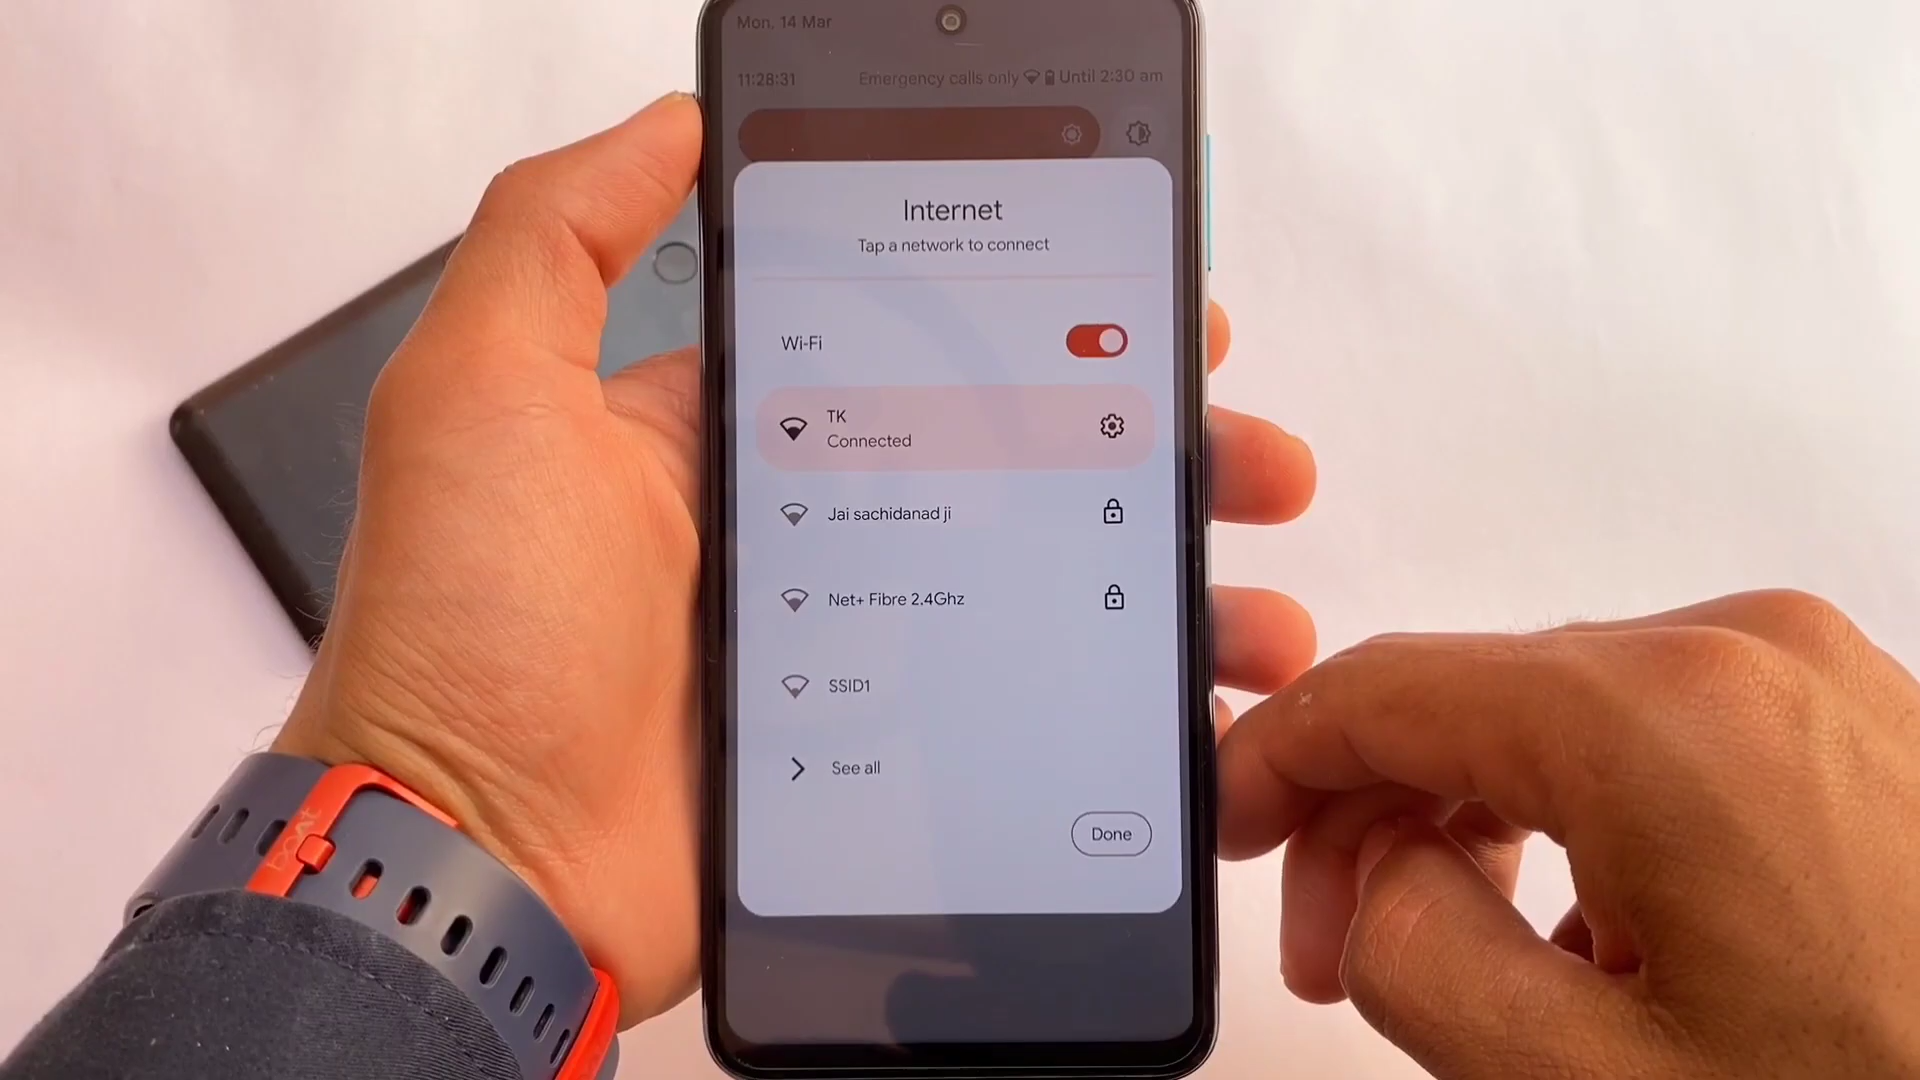 Mon. 14 Mar
11:28:31
Emergency calls only
Until 2:30 am
Internet
Tap a network to connect
Wi-Fi
TK
Connected
Jai sachidanad ji
Net+ Fibre 2.4Ghz
SSID1
See all
Done
boAt